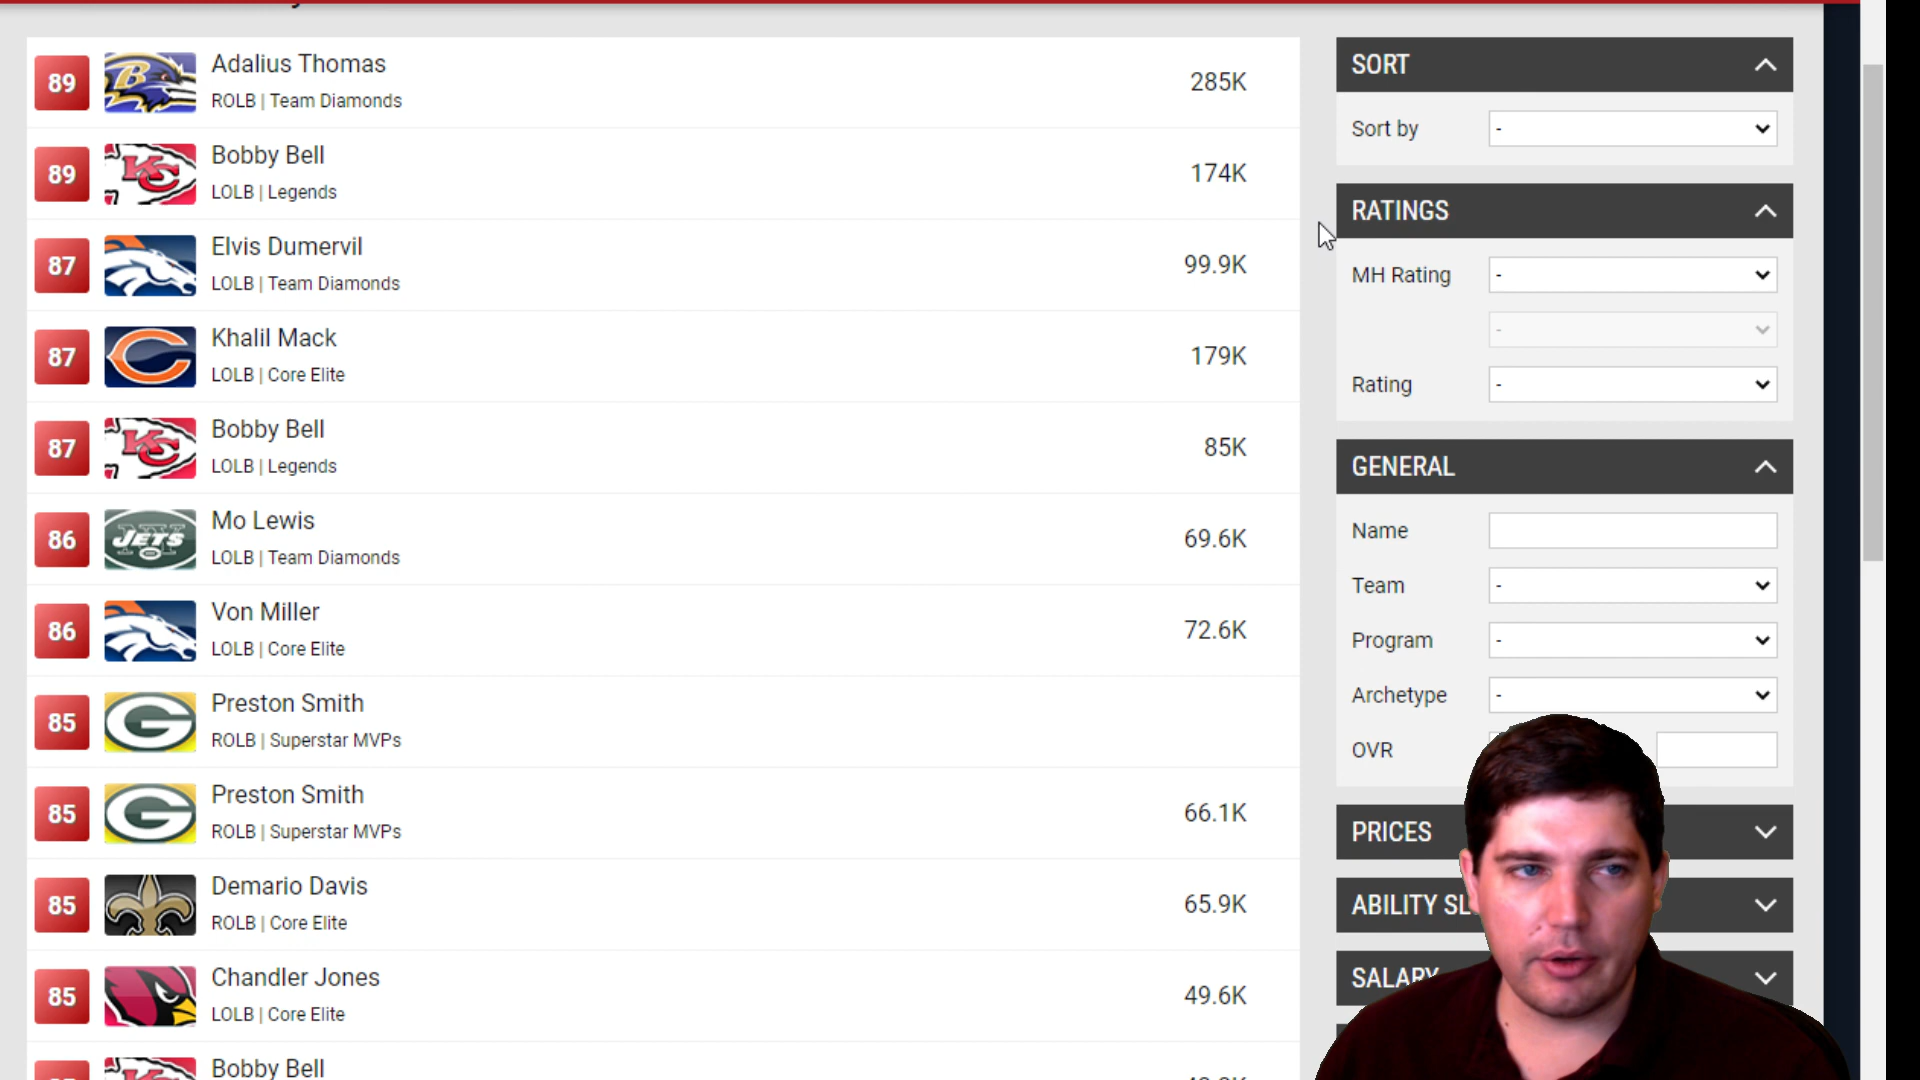 89
Adalius Thomas
ROLB | Team Diamonds
285K
89
Bobby Bell
LOLB | Legends
174K
87
Elvis Dumervil
LOLB | Team Diamonds
99.9K
87
Khalil Mack
LOLB | Core Elite
179K
87
Bobby Bell
LOLB | Legends
85K
86
Mo Lewis
LOLB | Team Diamonds
69.6K
86
Von Miller
LOLB | Core Elite
72.6K
85
Preston Smith
ROLB | Superstar MVPs
85
Preston Smith
ROLB | Superstar MVPs
66.1K
85
Demario Davis
ROLB | Core Elite
65.9K
85
Chandler Jones
LOLB | Core Elite
49.6K
Bobby Bell
SORT
Sort by -
RATINGS
MH Rating -
-
Rating -
GENERAL
Name
Team -
Program -
Archetype -
OVR
PRICES
ABILITY SL
SALARY